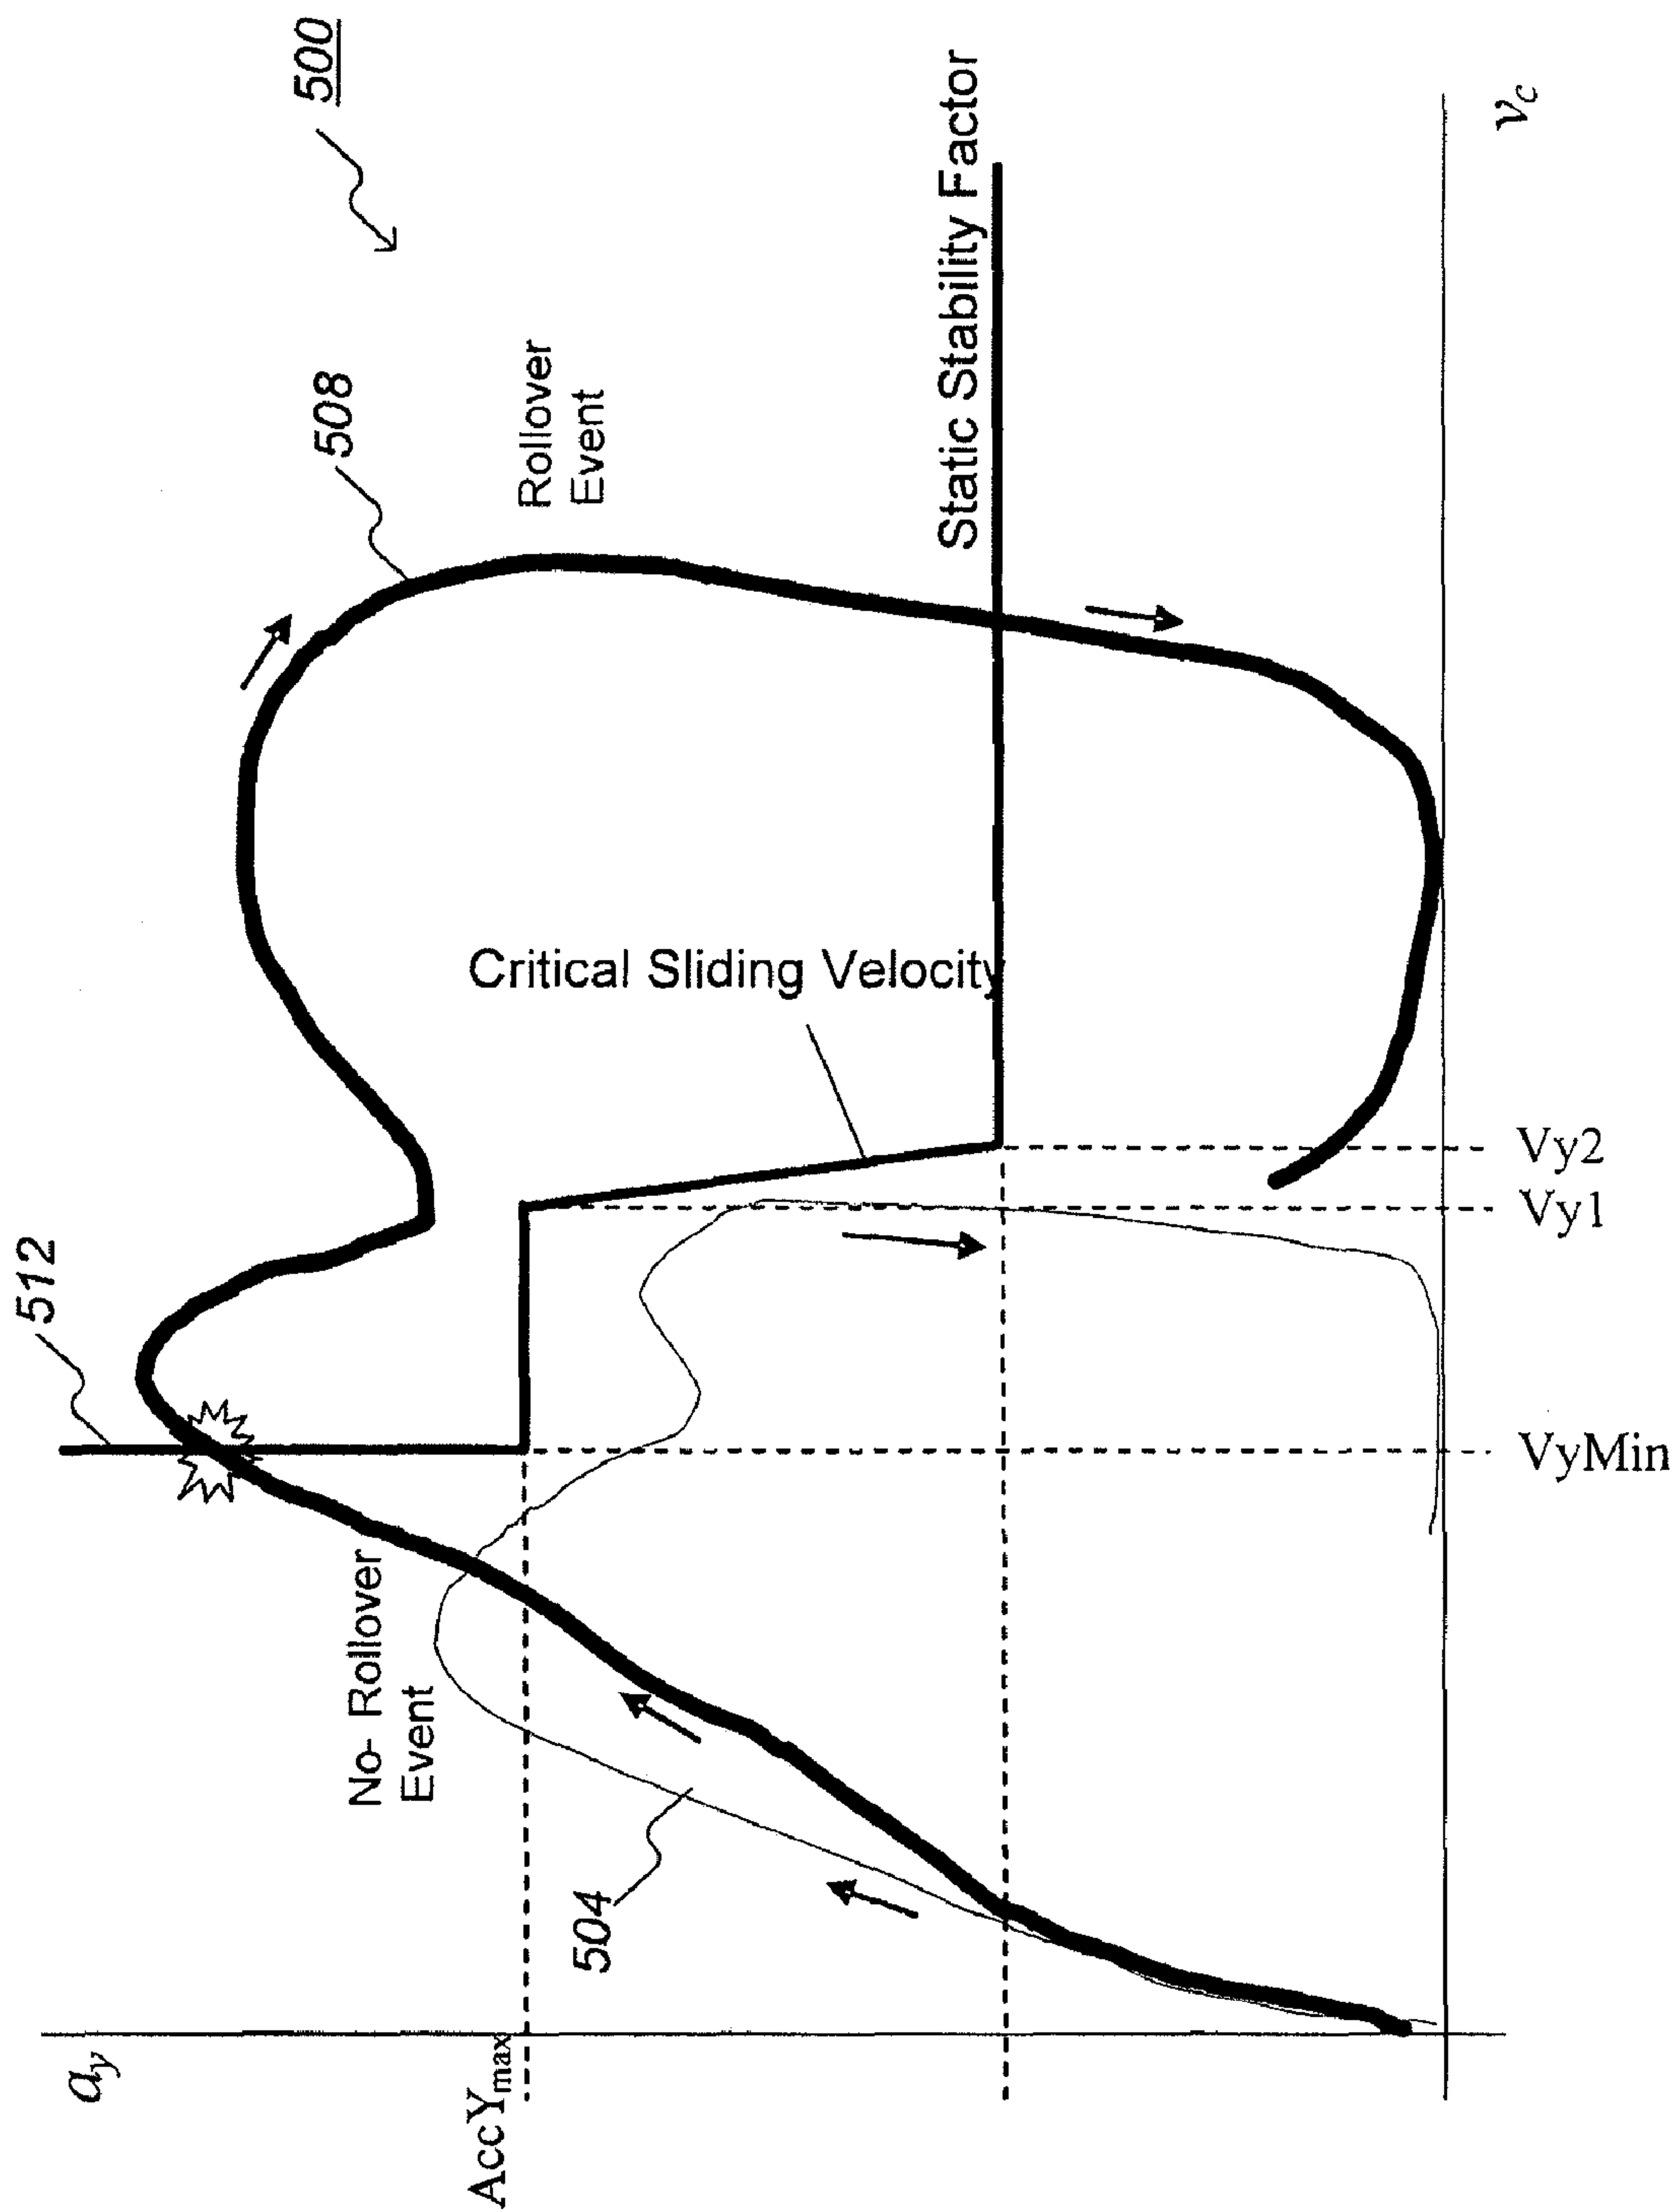 500
a_y
512
508
No- Rollover
Event
Rollover
Event
AccY_max
504
Critical Sliding Velocity
Static Stability Factor
VyMin
Vy1
Vy2
v_c